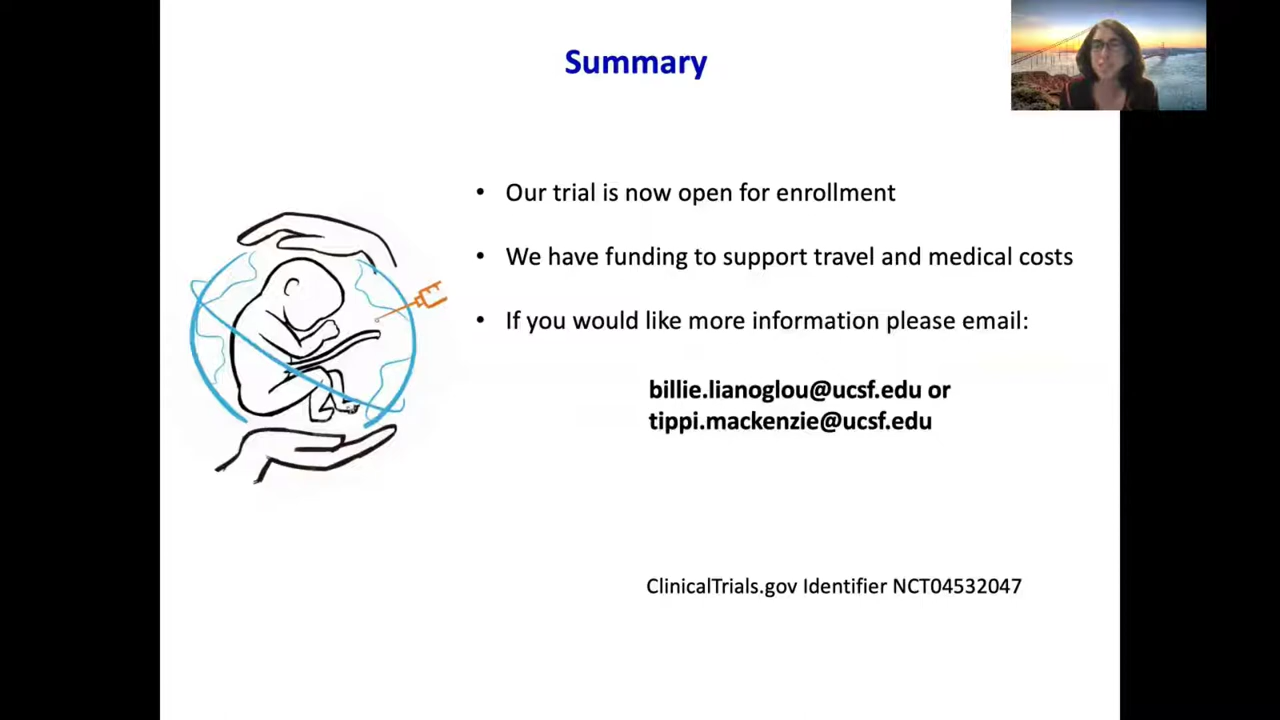 Summary
• Our trial is now open for enrollment
• We have funding to support travel and medical costs
• If you would like more information please email:
billie.lianoglou@ucsf.edu or
tippi.mackenzie@ucsf.edu
ClinicalTrials.gov Identifier NCT04532047